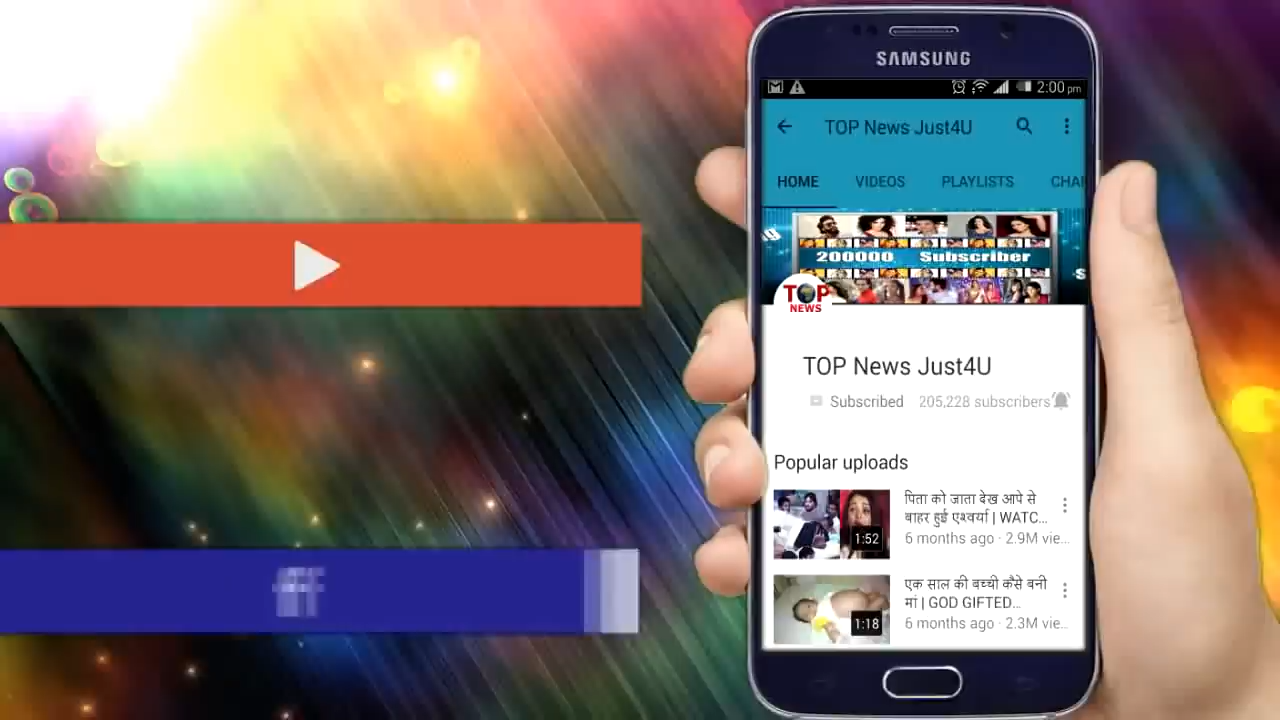 SAMSUNG
2:00 pm
TOP News Just4U
HOME VIDEOS PLAYLISTS CHAI
200000 Subscriber
TOP
NEWS
TOP News Just4U
Subscribed 205,228 subscribers
Popular uploads
पिता को जाता देख आपे से
बाहर हुई एश्वर्या | WATC...
6 months ago · 2.9M vie...
1:52
एक साल की बच्ची कैसे बनी
मां | GOD GIFTED...
6 months ago · 2.3M vie...
1:18